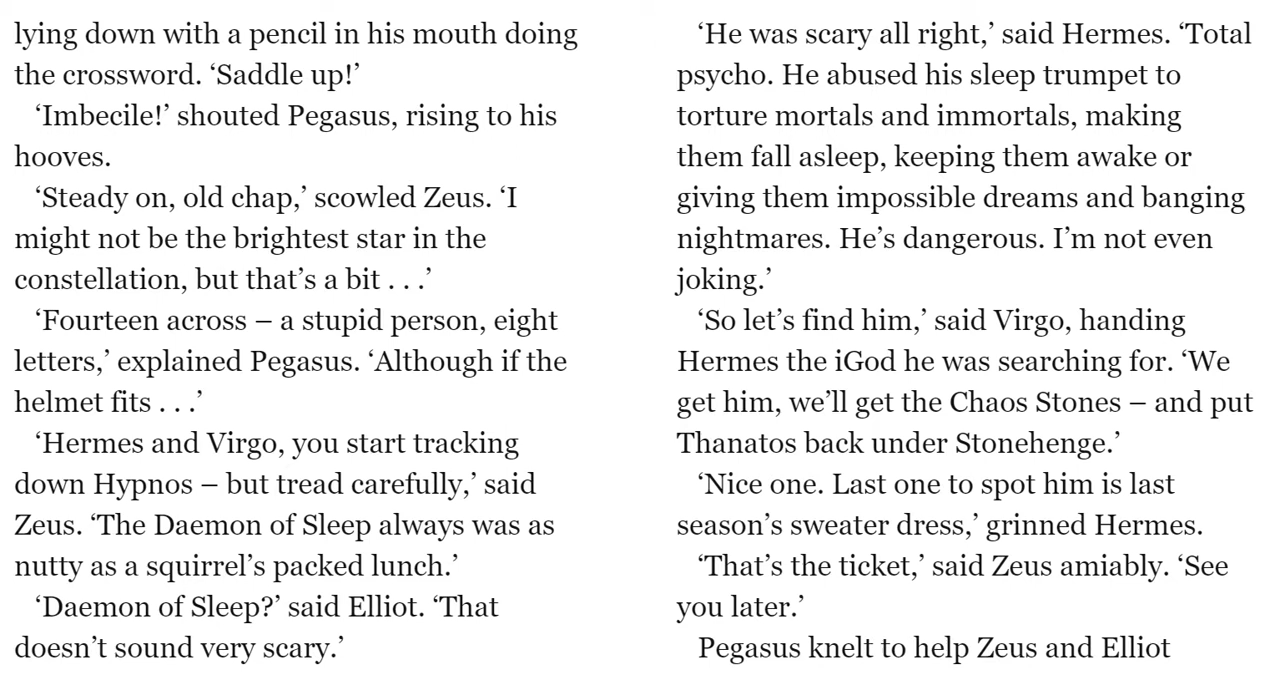 lying down with a pencil in his mouth doing
the crossword. ‘Saddle up!’
‘Imbecile!’ shouted Pegasus, rising to his
hooves.
‘Steady on, old chap,’ scowled Zeus. ‘I
might not be the brightest star in the
constellation, but that’s a bit . . .’
‘Fourteen across – a stupid person, eight
letters,’ explained Pegasus. ‘Although if the
helmet fits . . .’
‘Hermes and Virgo, you start tracking
down Hypnos – but tread carefully,’ said
Zeus. ‘The Daemon of Sleep always was as
nutty as a squirrel’s packed lunch.’
‘Daemon of Sleep?’ said Elliot. ‘That
doesn’t sound very scary.’
‘He was scary all right,’ said Hermes. ‘Total
psycho. He abused his sleep trumpet to
torture mortals and immortals, making
them fall asleep, keeping them awake or
giving them impossible dreams and banging
nightmares. He’s dangerous. I’m not even
joking.’
‘So let’s find him,’ said Virgo, handing
Hermes the iGod he was searching for. ‘We
get him, we’ll get the Chaos Stones – and put
Thanatos back under Stonehenge.’
‘Nice one. Last one to spot him is last
season’s sweater dress,’ grinned Hermes.
‘That’s the ticket,’ said Zeus amiably. ‘See
you later.’
Pegasus knelt to help Zeus and Elliot